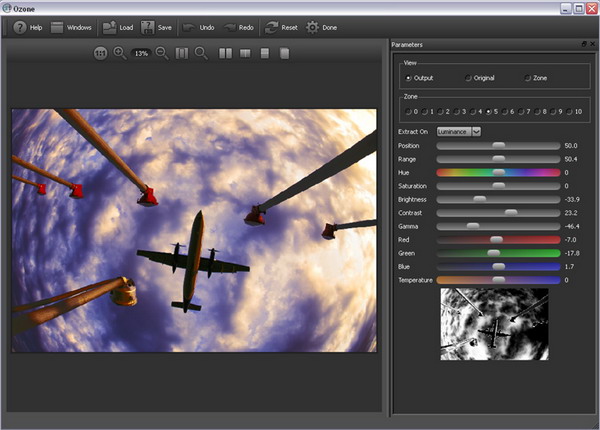 Ozone
Help Windows Load Save Undo Redo Reset Done
1:1 13%
Parameters
View
Output Original Zone
Zone
0 1 2 3 4 5 6 7 8 9 10
Extract On Luminance
Position 50.0
Range 50.4
Hue 0
Saturation 0
Brightness -33.9
Contrast 23.2
Gamma -46.4
Red -7.0
Green -17.8
Blue 1.7
Temperature 0